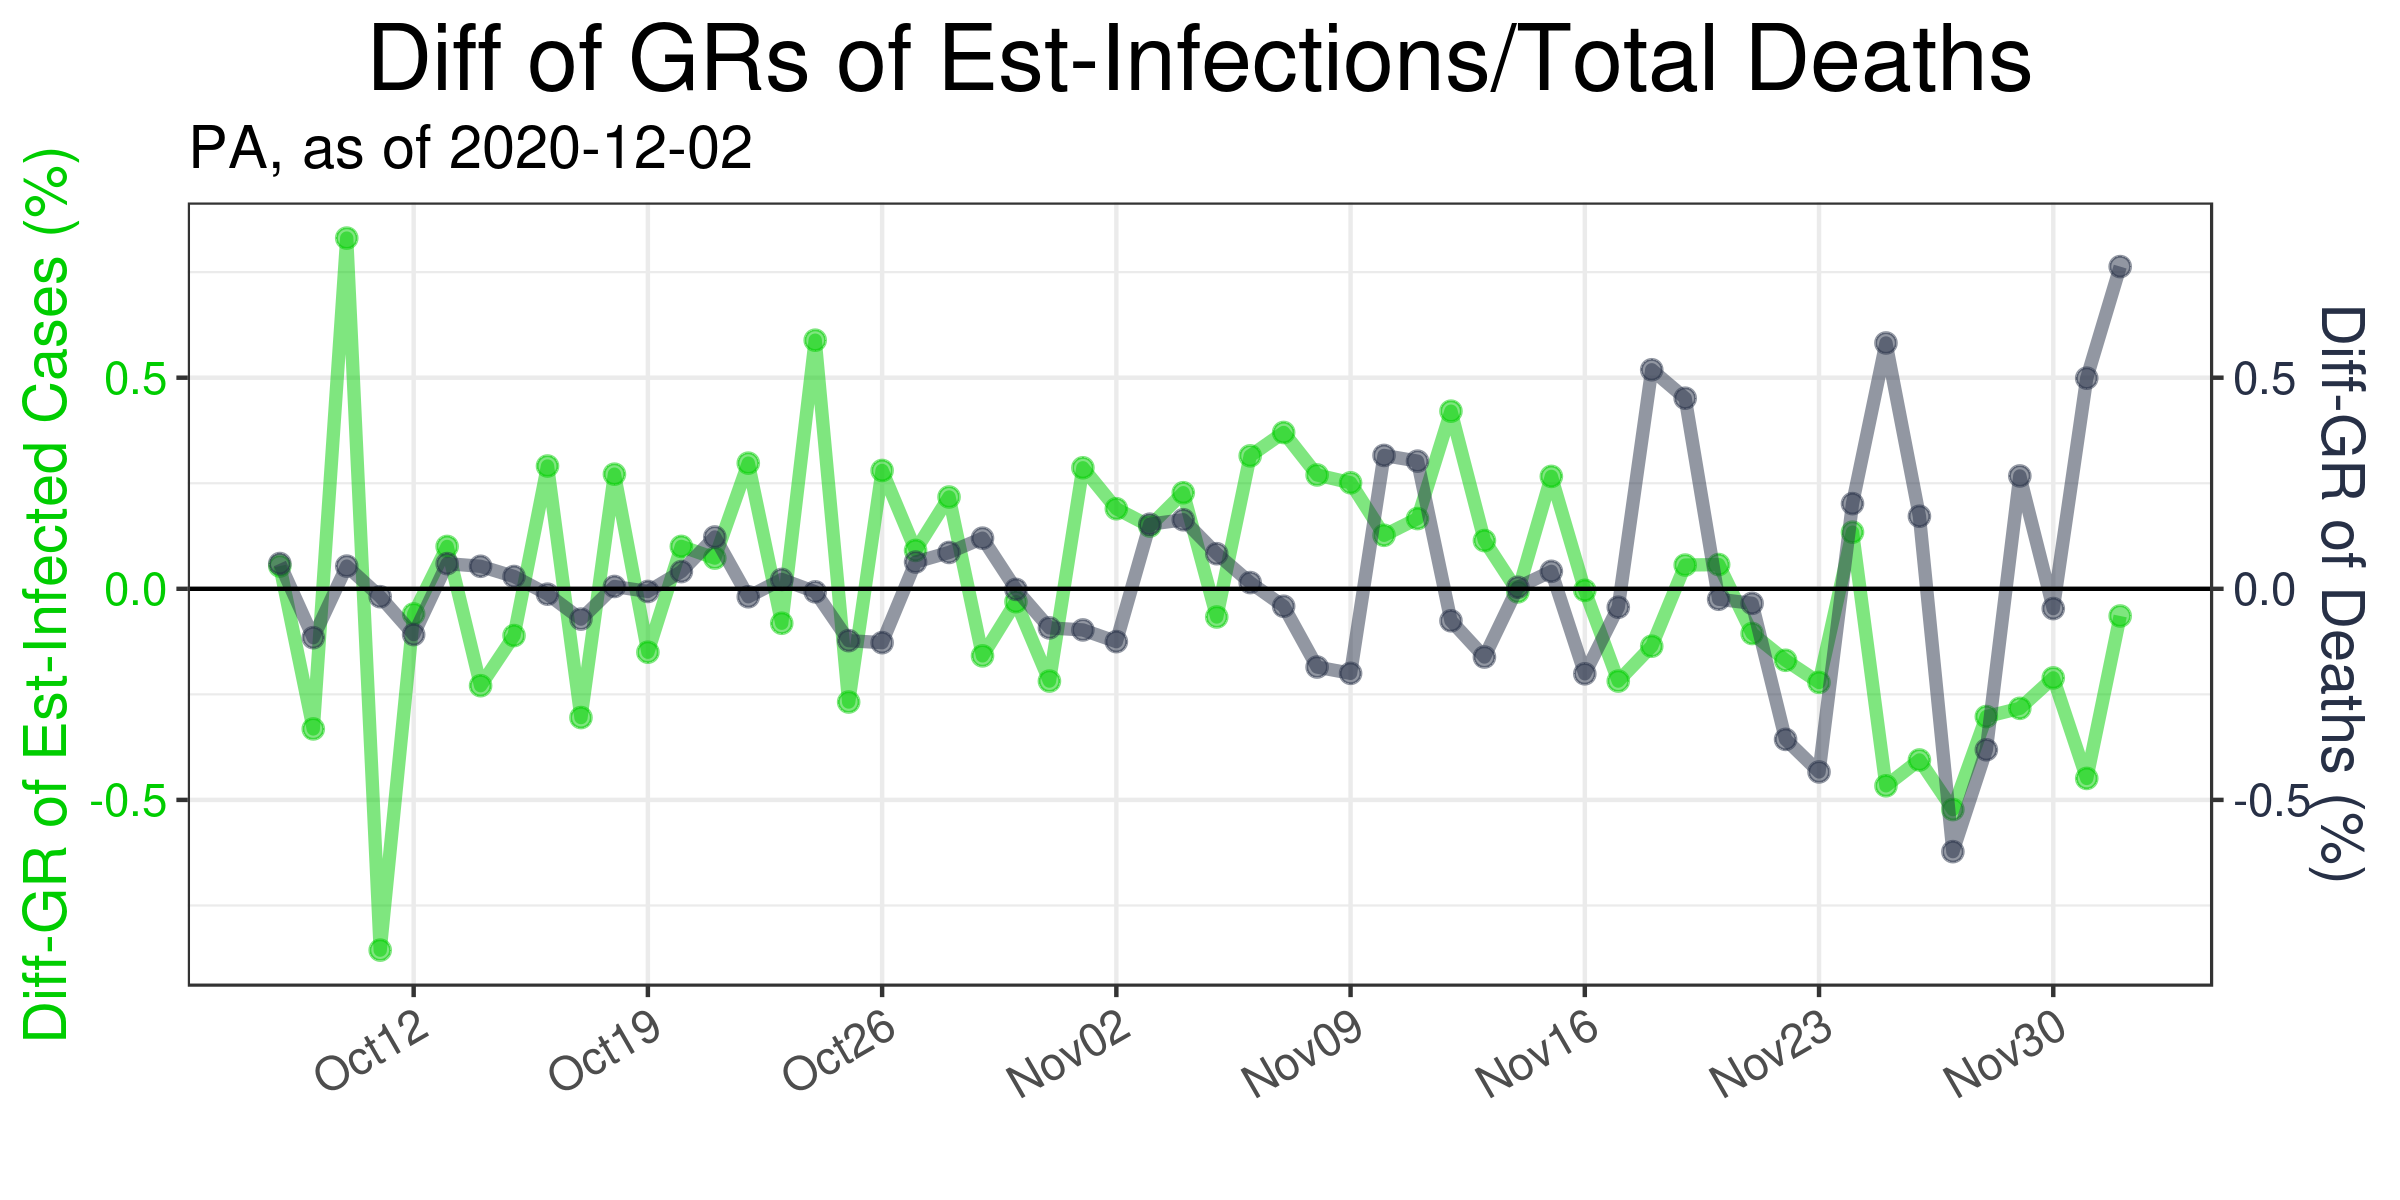 Diff of GRs of Est-Infections/Total Deaths
PA, as of 2020-12-02
Diff-GR of Est-Infected Cases (%)
0.5
0.0
-0.5
0.5
0.0
-0.5
Diff-GR of Deaths (%)
Oct12
Oct19
Oct26
Nov02
Nov09
Nov16
Nov23
Nov30